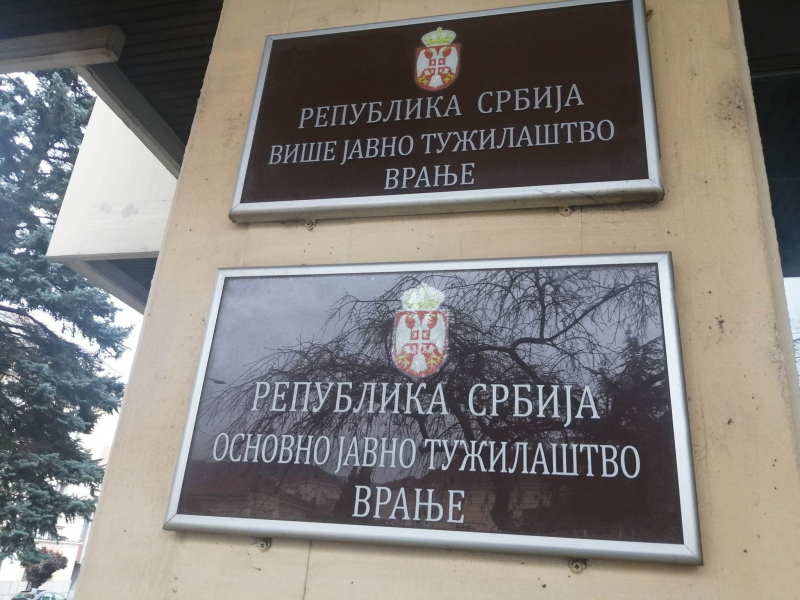 РЕПУБЛИКА СРБИЈА
ВИШЕ ЈАВНО ТУЖИЛАШТВО
ВРАЊЕ
РЕПУБЛИКА СРБИЈА
ОСНОВНО ЈАВНО ТУЖИЛАШТВО
ВРАЊЕ